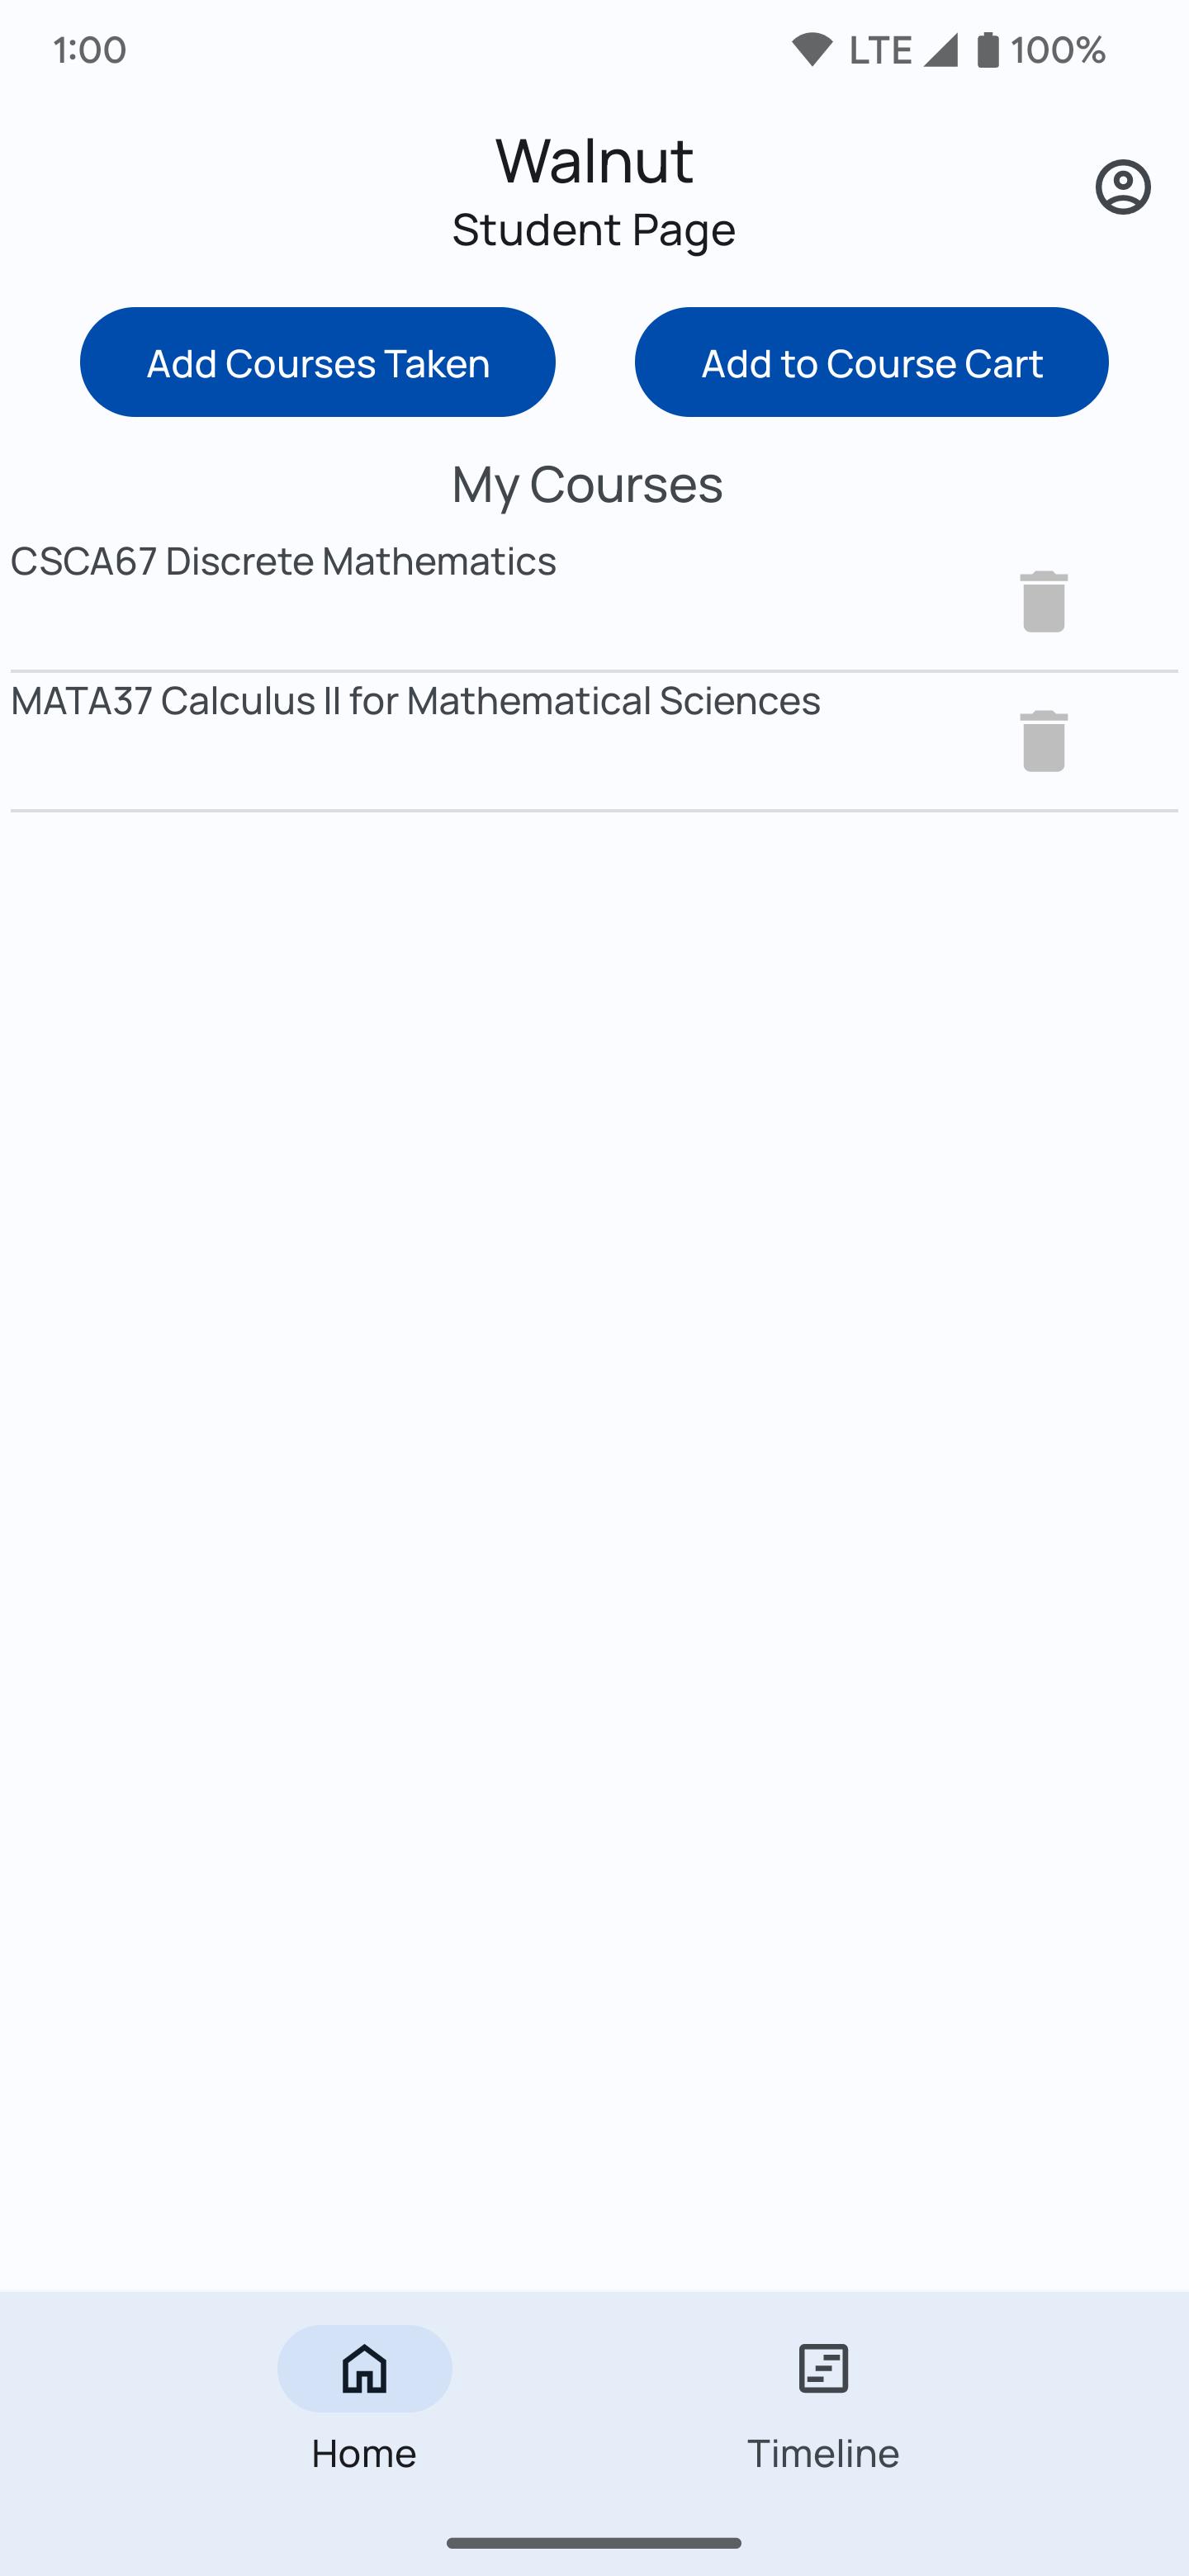 1:00 LTE 100%
Walnut
Student Page
Add Courses Taken Add to Course Cart
My Courses
CSCA67 Discrete Mathematics
MATA37 Calculus II for Mathematical Sciences
Home Timeline